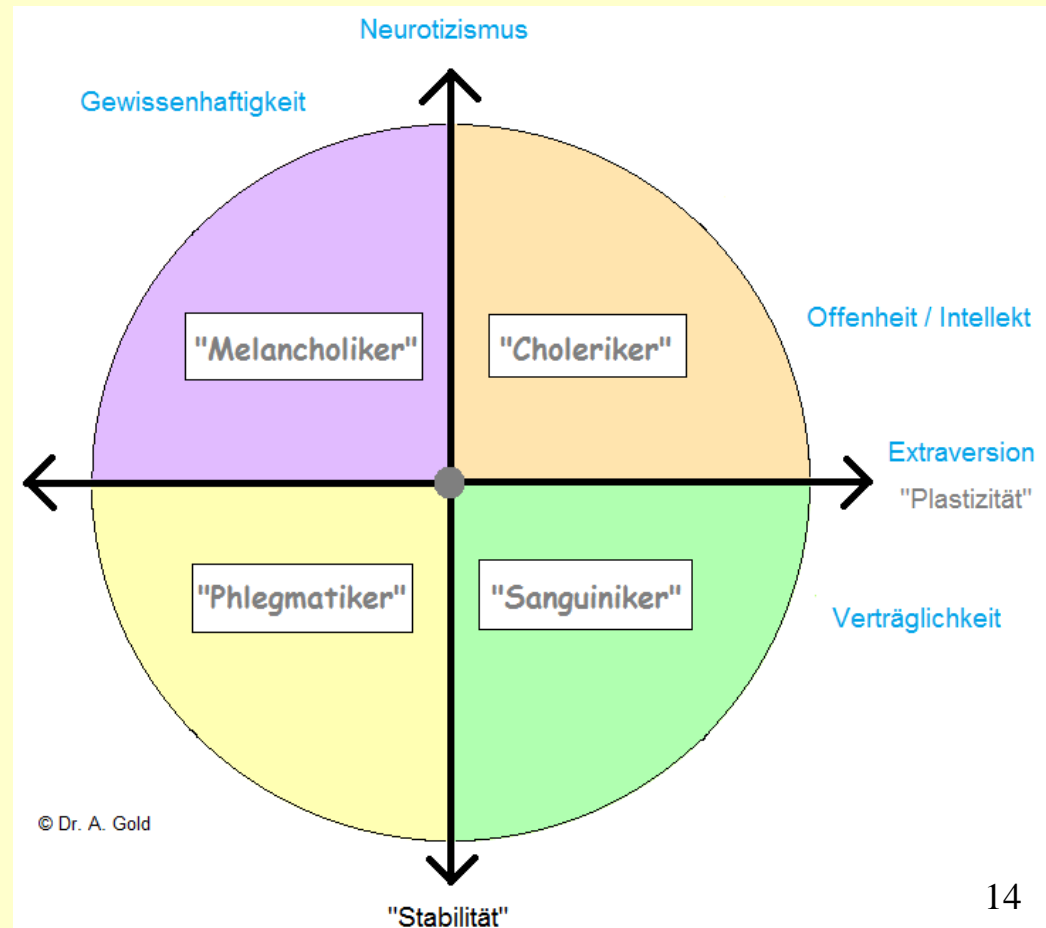 Neurotizismus
Gewissenhaftigkeit
Offenheit / Intellekt
"Melancholiker"
"Choleriker"
Extraversion
"Plastizität"
"Phlegmatiker"
"Sanguiniker"
Verträglichkeit
© Dr. A. Gold
"Stabilität"
14